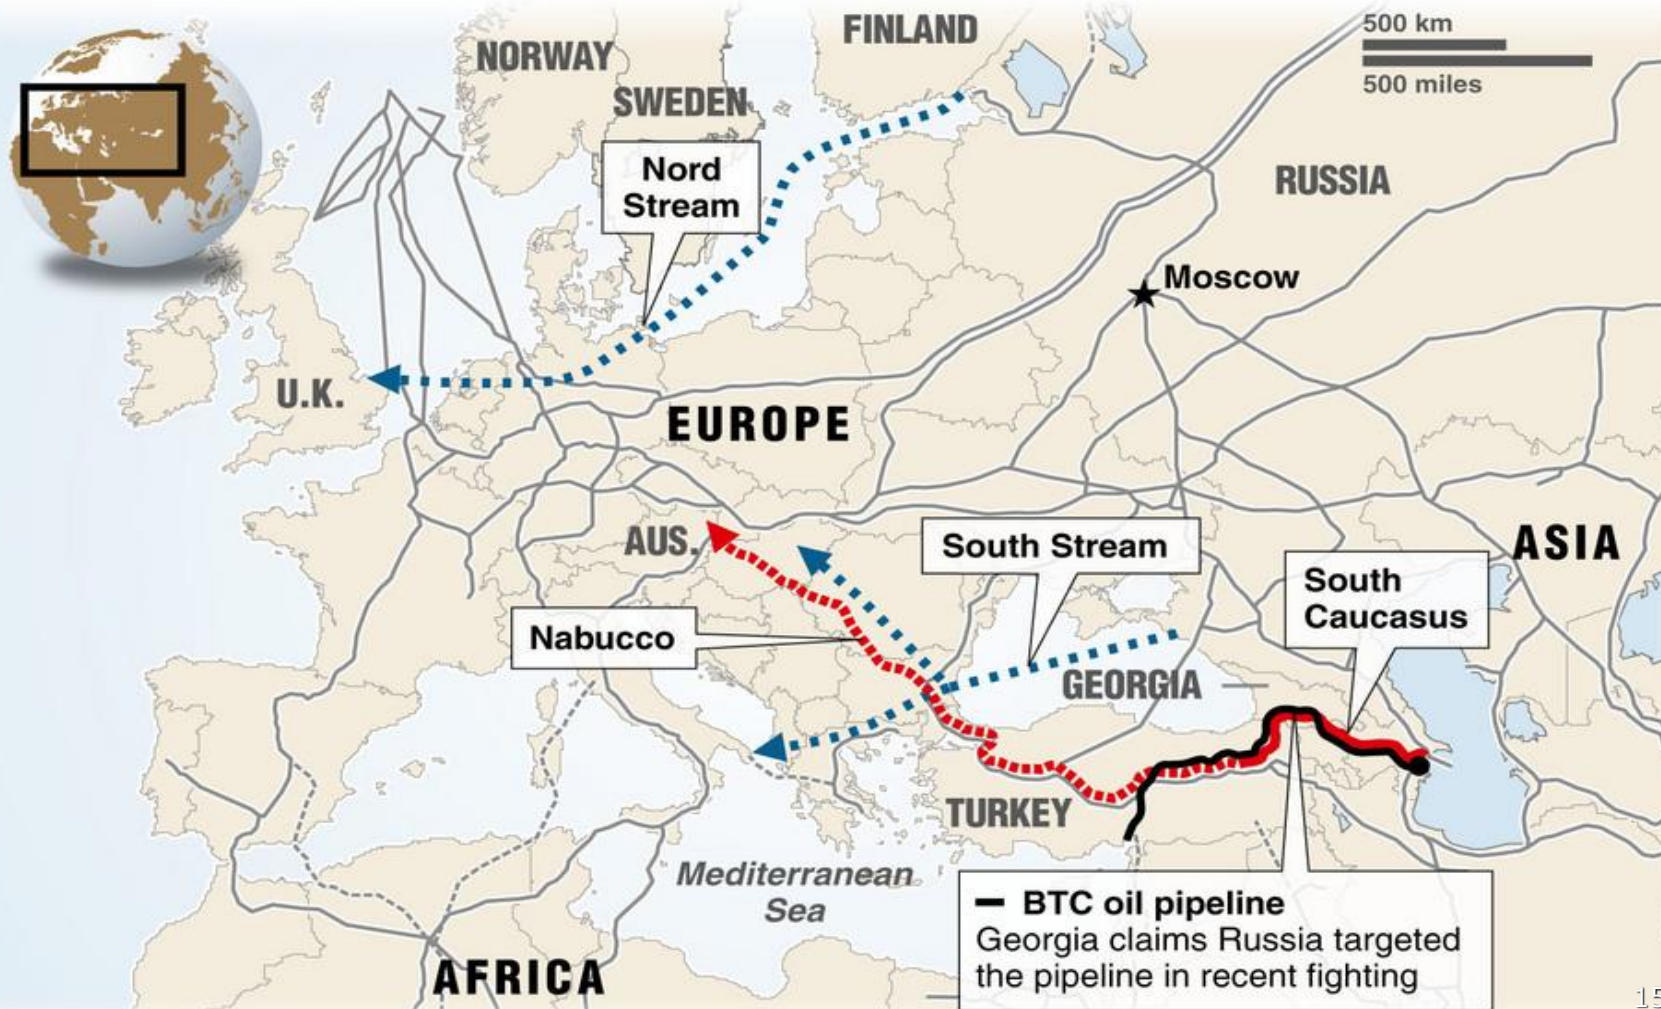 500 km
500 miles
NORWAY
FINLAND
SWEDEN
Nord
Stream
RUSSIA
Moscow
U.K.
EUROPE
AUS.
South Stream
ASIA
South
Caucasus
Nabucco
GEORGIA
TURKEY
Mediterranean
Sea
BTC oil pipeline
Georgia claims Russia targeted
the pipeline in recent fighting
AFRICA
15